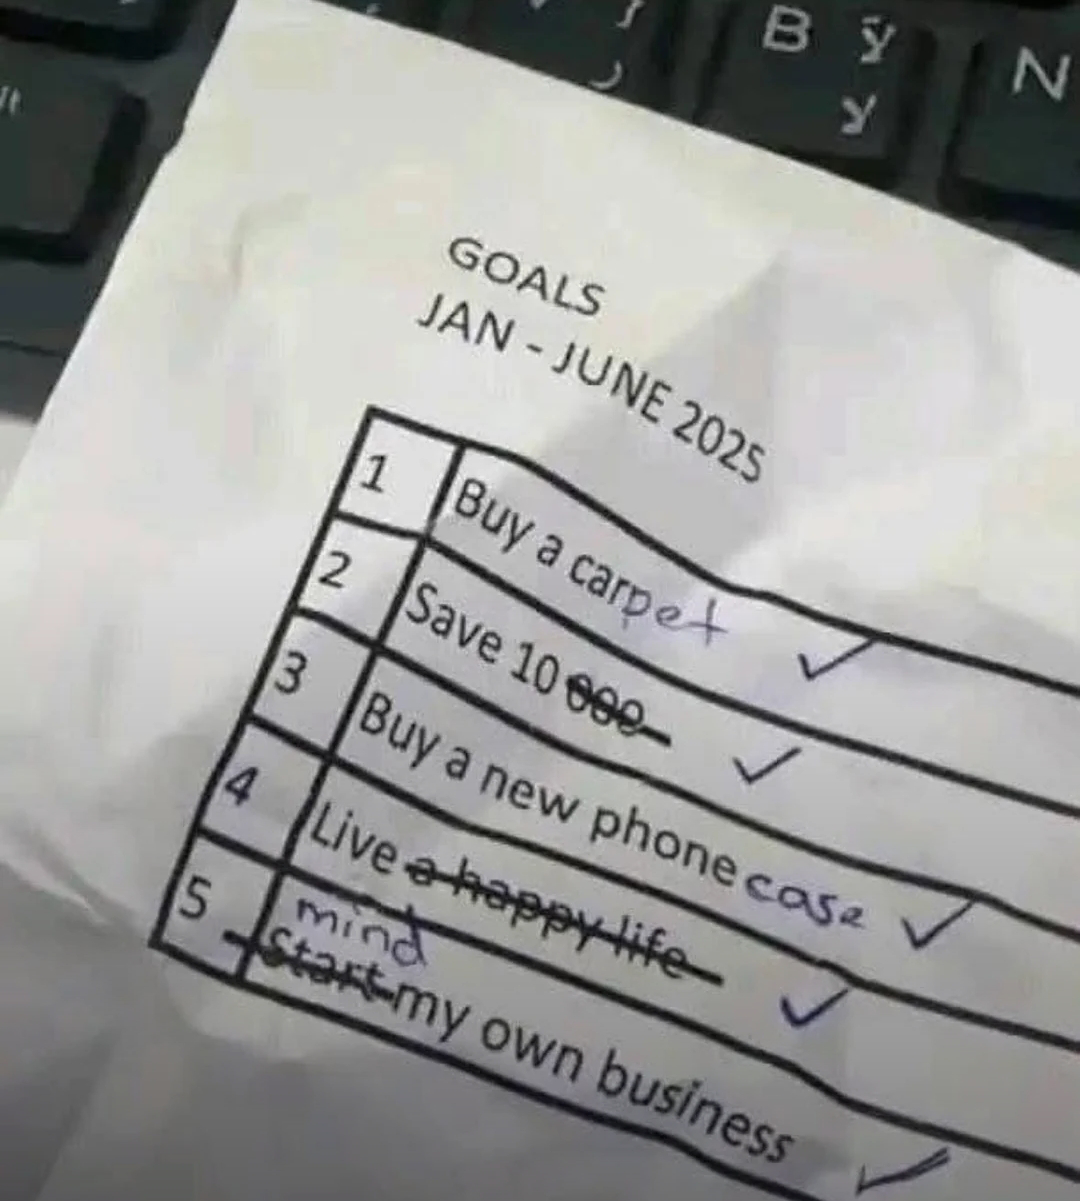 B ў
у
N
GOALS
JAN - JUNE 2025
1 Buy a carpet ✓
2 Save 10 000 ✓
3 Buy a new phone case ✓
4 Live a happy life ✓
mind
5 Start my own business ✓